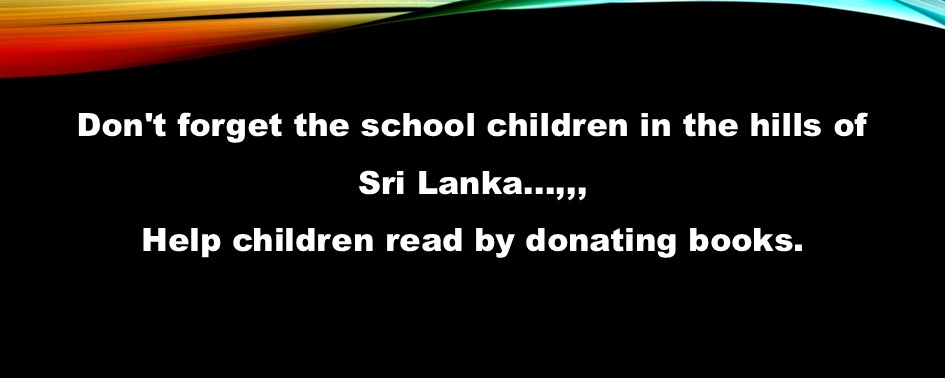 Don't forget the school children in the hills of
Sri Lanka...,,,
Help children read by donating books.